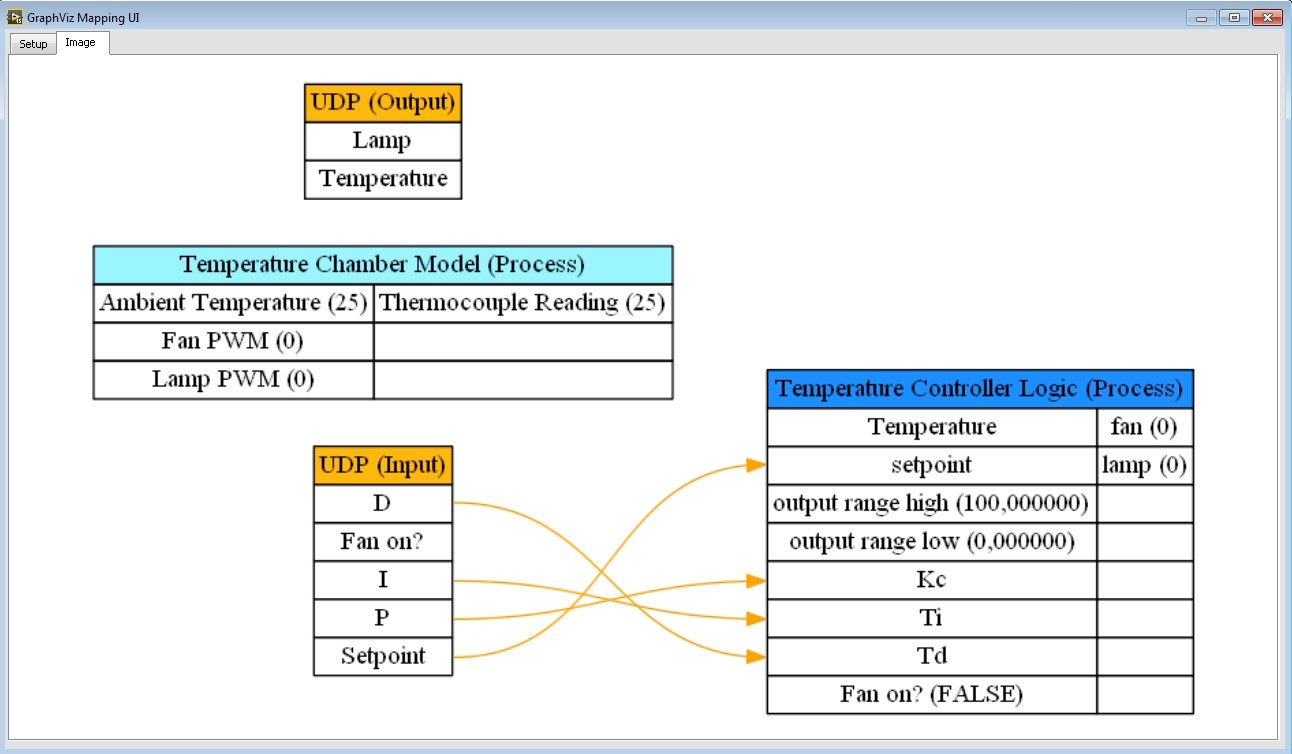 GraphViz Mapping UI
Setup
Image
UDP (Output)
Lamp
Temperature
Temperature Chamber Model (Process)
Ambient Temperature (25) Thermocouple Reading (25)
Fan PWM (0)
Lamp PWM (0)
UDP (Input)
D
Fan on?
I
P
Setpoint
Temperature Controller Logic (Process)
Temperature fan (0)
setpoint lamp (0)
output range high (100,000000)
output range low (0,000000)
Kc
Ti
Td
Fan on? (FALSE)